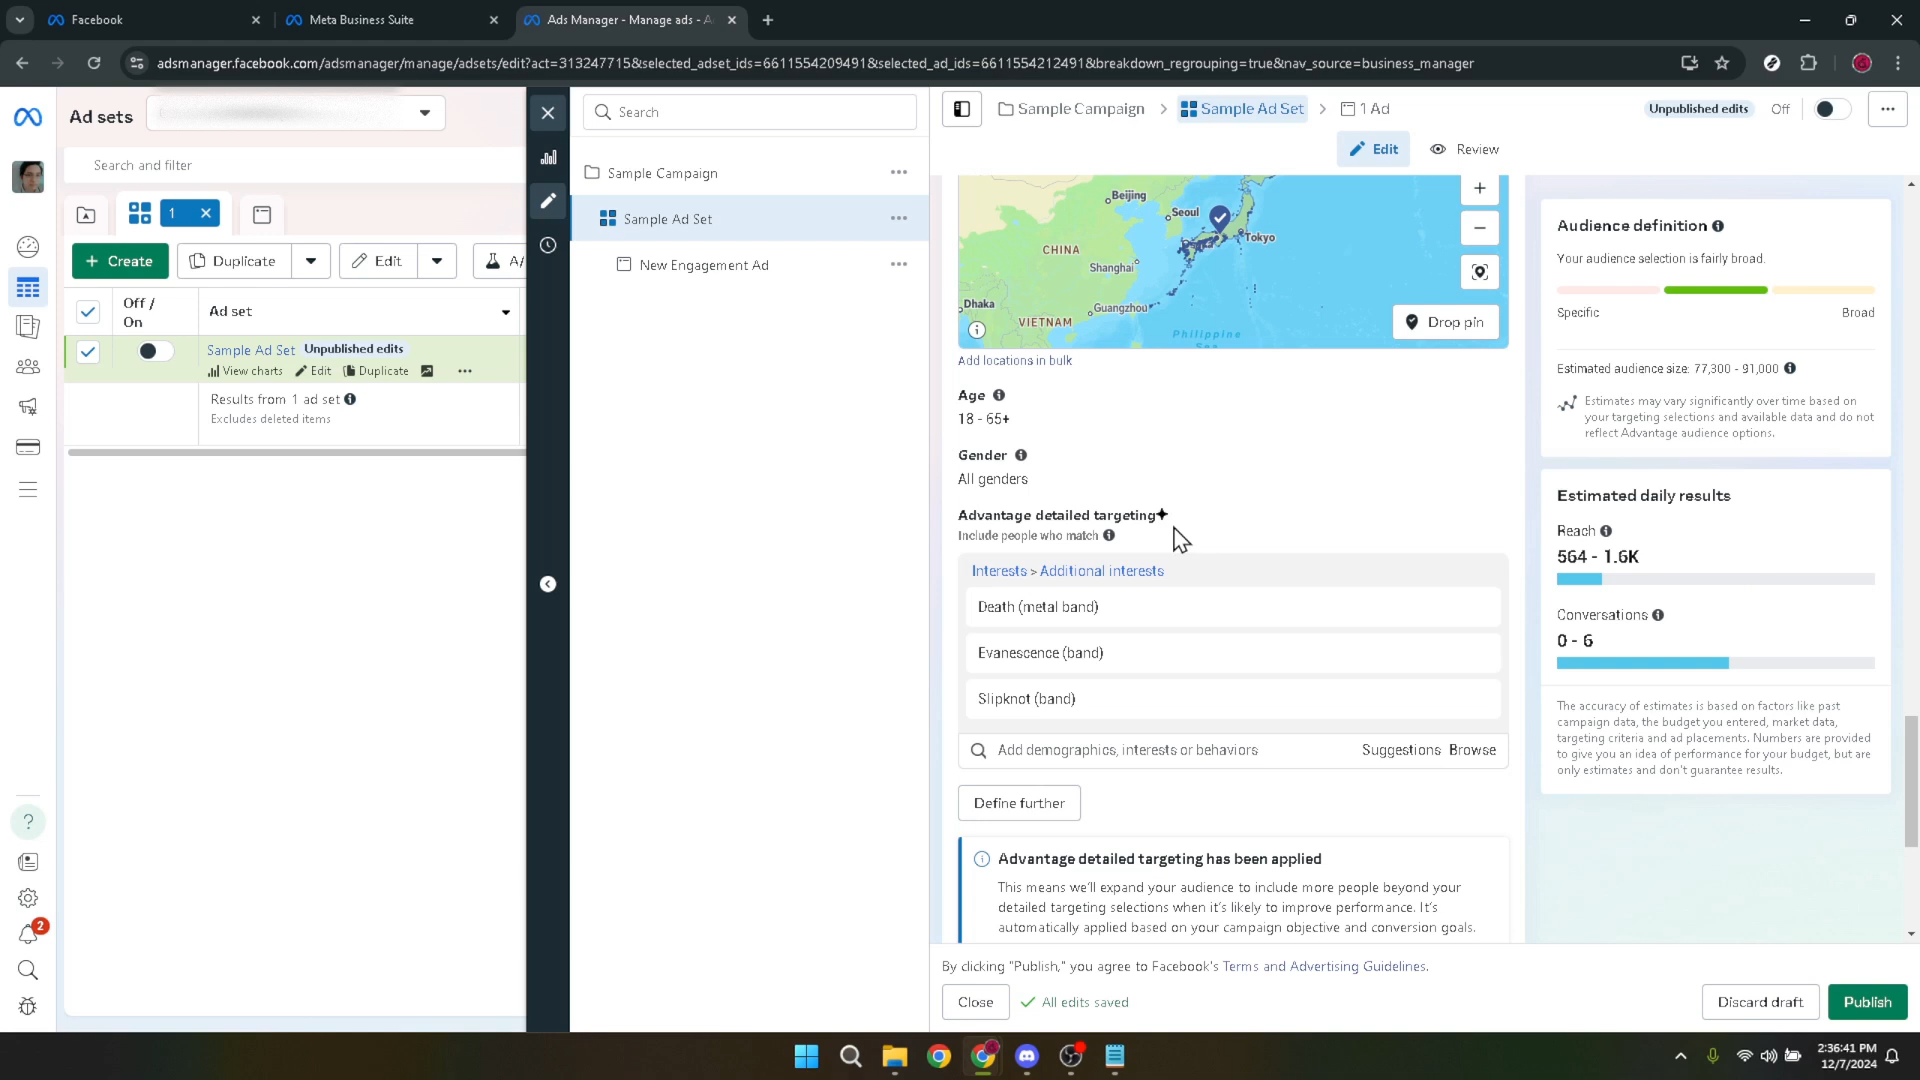 Facebook
Meta Business Suite
Ads Manager - Manage ads - A
adsmanager.facebook.com/adsmanager/manage/adsets/edit?act=313247715&selected_adset_ids=6611554209491&selected_ad_ids=6611554212491&breakdown_regrouping=true&nav_source=business_manager
Ad sets
Search and filter
1
Create
Duplicate
Edit
A/
Off / On
Ad set
Sample Ad Set Unpublished edits
View charts Edit Duplicate
Results from 1 ad set
Excludes deleted items
2
Search
Sample Campaign
Sample Ad Set
New Engagement Ad
Sample Campaign > Sample Ad Set > 1 Ad
Unpublished edits Off
Edit Review
Beijing
Seoul
Tokyo
CHINA
Shanghai
Dhaka
Guangzhou
VIETNAM
Philippine
Sea
Drop pin
Add locations in bulk
Age
18 - 65+
Gender
All genders
Advantage detailed targeting
Include people who match
Interests > Additional interests
Death (metal band)
Evanescence (band)
Slipknot (band)
Add demographics, interests or behaviors Suggestions Browse
Define further
Advantage detailed targeting has been applied
This means we'll expand your audience to include more people beyond your
detailed targeting selections when it's likely to improve performance. It's
automatically applied based on your campaign objective and conversion goals.
By clicking "Publish," you agree to Facebook's Terms and Advertising Guidelines.
Close All edits saved
Discard draft Publish
Audience definition
Your audience selection is fairly broad.
Specific Broad
Estimated audience size: 77,300 - 91,000
Estimates may vary significantly over time based on
your targeting selections and available data and do not
reflect Advantage audience options.
Estimated daily results
Reach
564 - 1.6K
Conversations
0 - 6
The accuracy of estimates is based on factors like past
campaign data, the budget you entered, market data,
targeting criteria and ad placements. Numbers are provided
to give you an idea of performance for your budget, but are
only estimates and don't guarantee results.
2:36:41 PM
12/7/2024